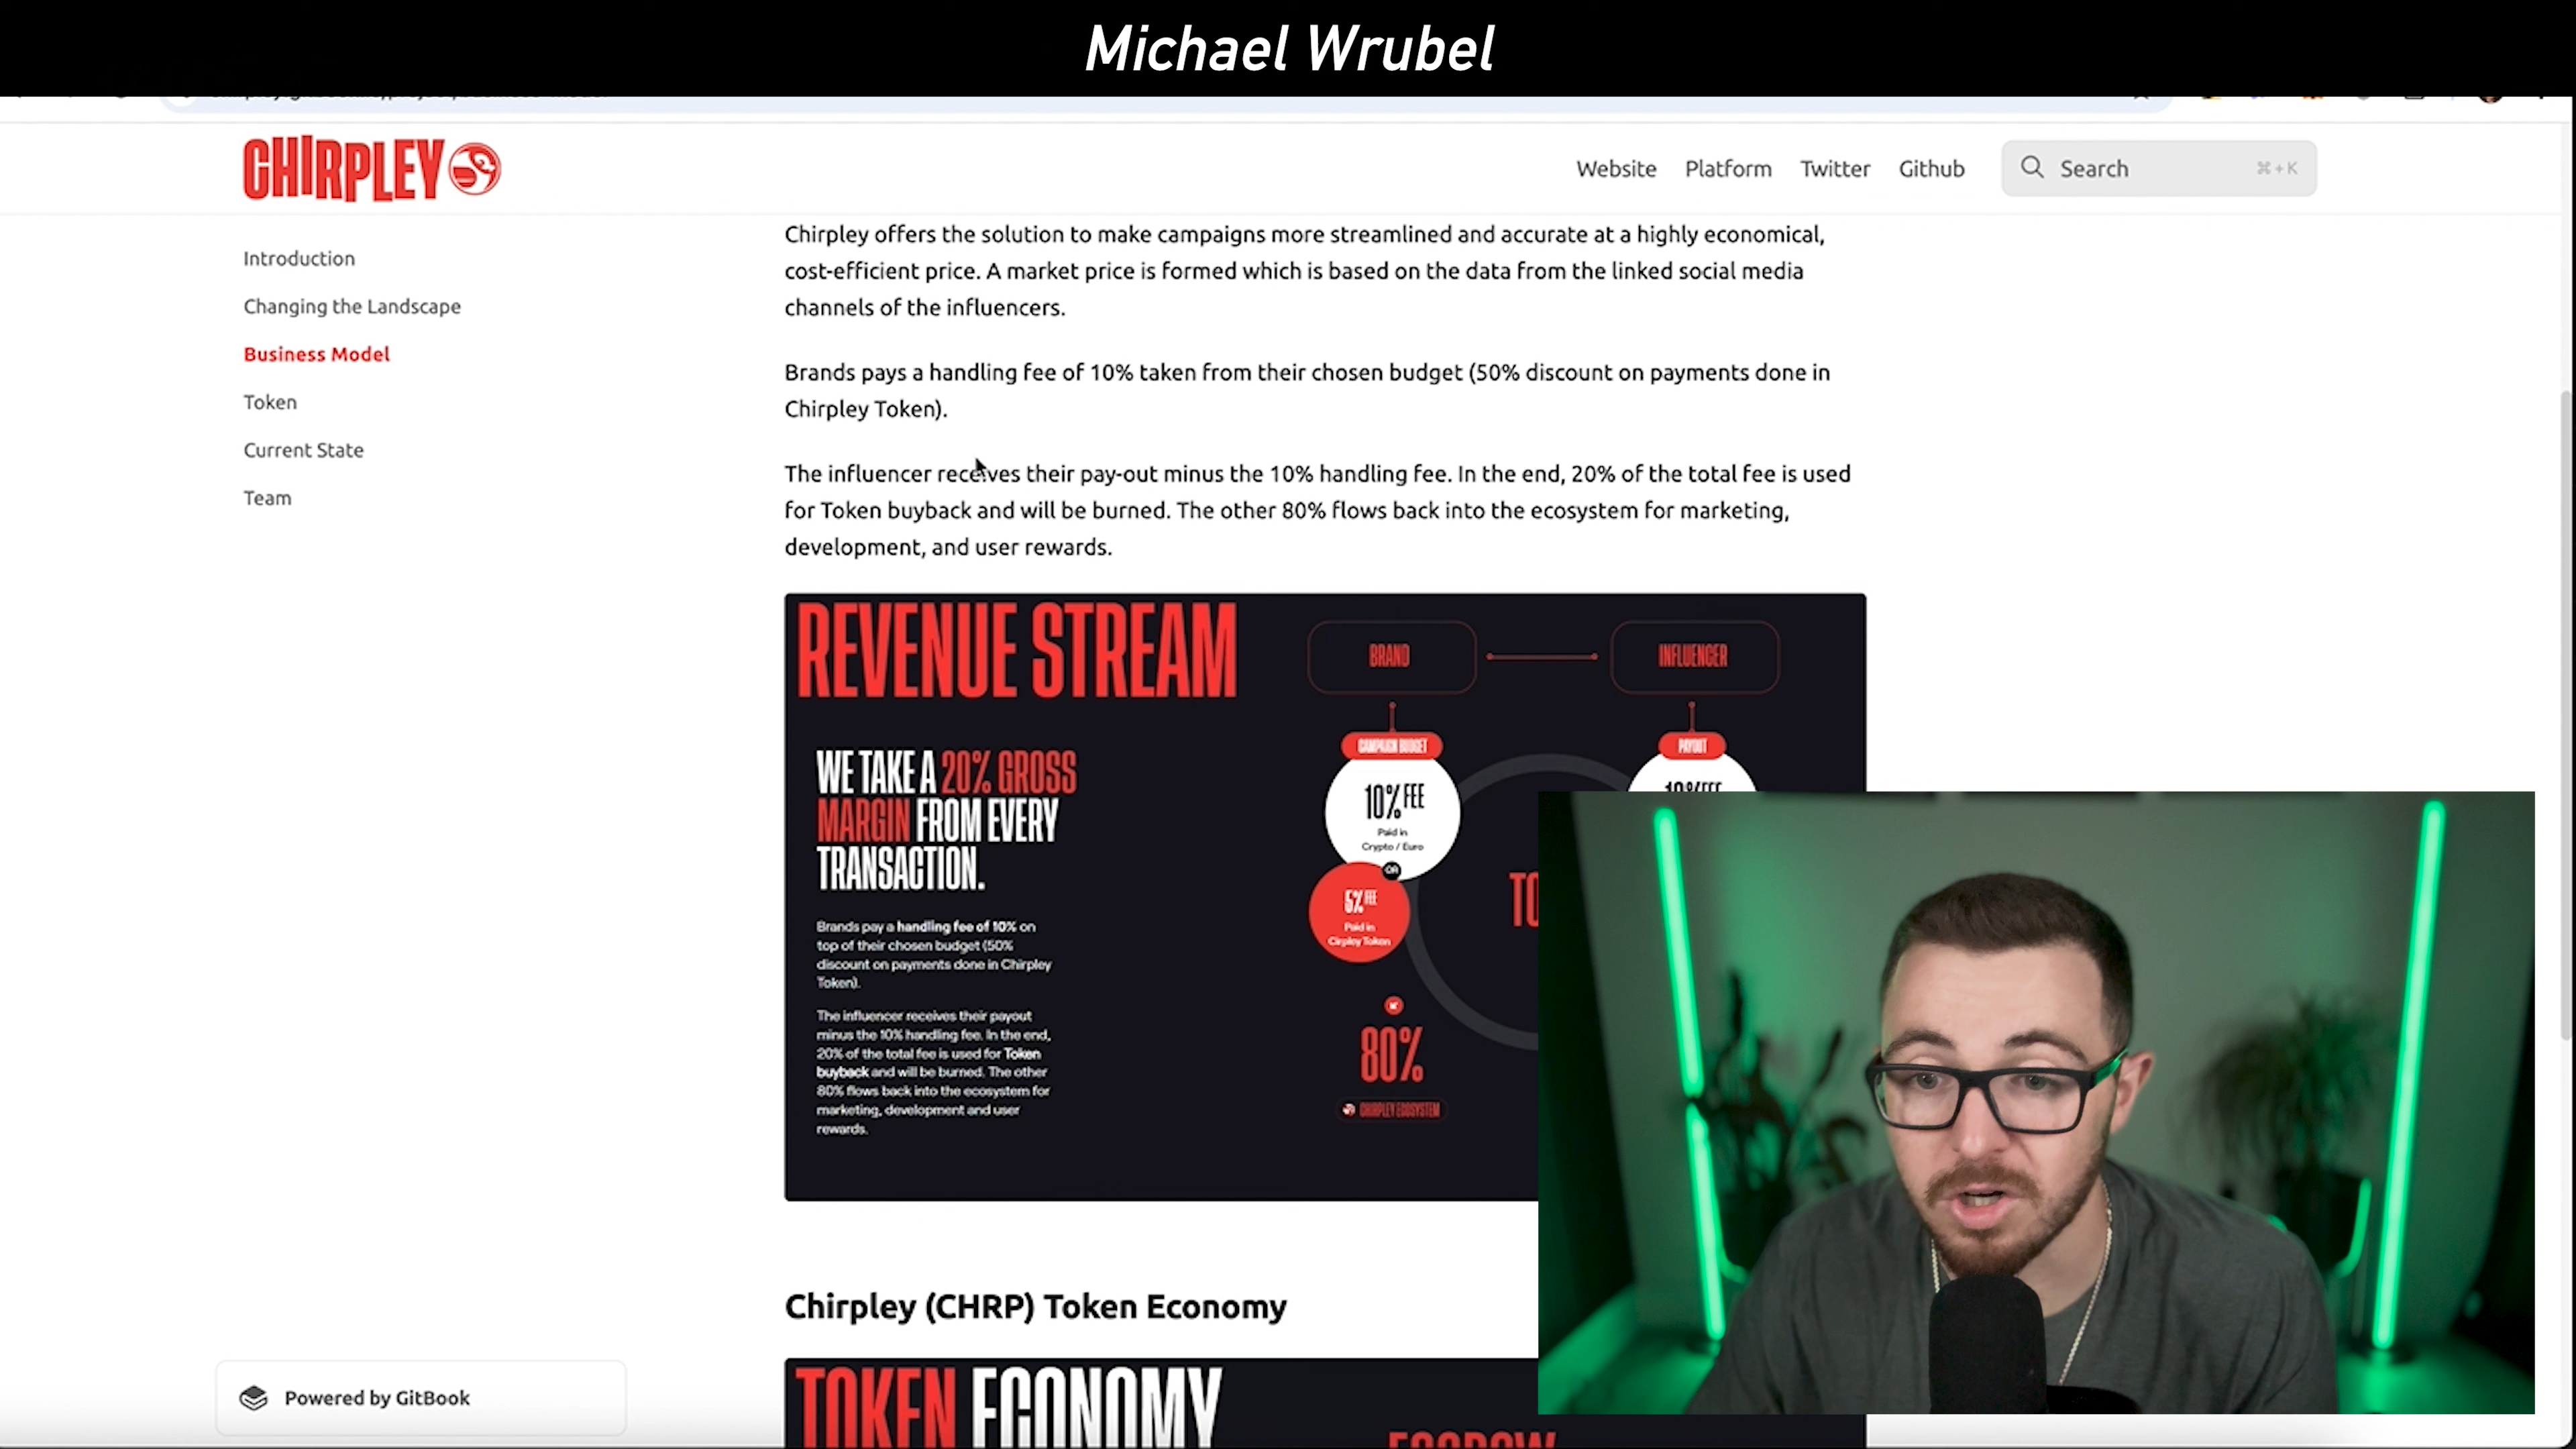 Michael Wrubel
CHIRPLEY
Website Platform Twitter Github Search ⌘+K
Introduction
Changing the Landscape
Business Model
Token
Current State
Team
Chirpley offers the solution to make campaigns more streamlined and accurate at a highly economical,
cost-efficient price. A market price is formed which is based on the data from the linked social media
channels of the influencers.
Brands pays a handling fee of 10% taken from their chosen budget (50% discount on payments done in
Chirpley Token).
The influencer receives their pay-out minus the 10% handling fee. In the end, 20% of the total fee is used
for Token buyback and will be burned. The other 80% flows back into the ecosystem for marketing,
development, and user rewards.
REVENUE STREAM
WE TAKE A 20% GROSS
MARGIN FROM EVERY
TRANSACTION.
Brands pay a handling fee of 10% on
top of their chosen budget (50%
discount on payments done in Chirpley
Token).
The influencer receives their payout
minus the 10% handling fee. In the end,
20% of the total fee is used for Token
buyback and will be burned. The other
80% flows back into the ecosystem for
marketing, development and user
rewards.
BRAND
INFLUENCER
CAMPAIGN BUDGET
PAYOUT
10% FEE
Paid in
Crypto / Euro
OR
5% FEE
Paid in
Cirpley Token
80%
CHIRPLEY ECOSYSTEM
Chirpley (CHRP) Token Economy
TOKEN ECONOMY
Powered by GitBook